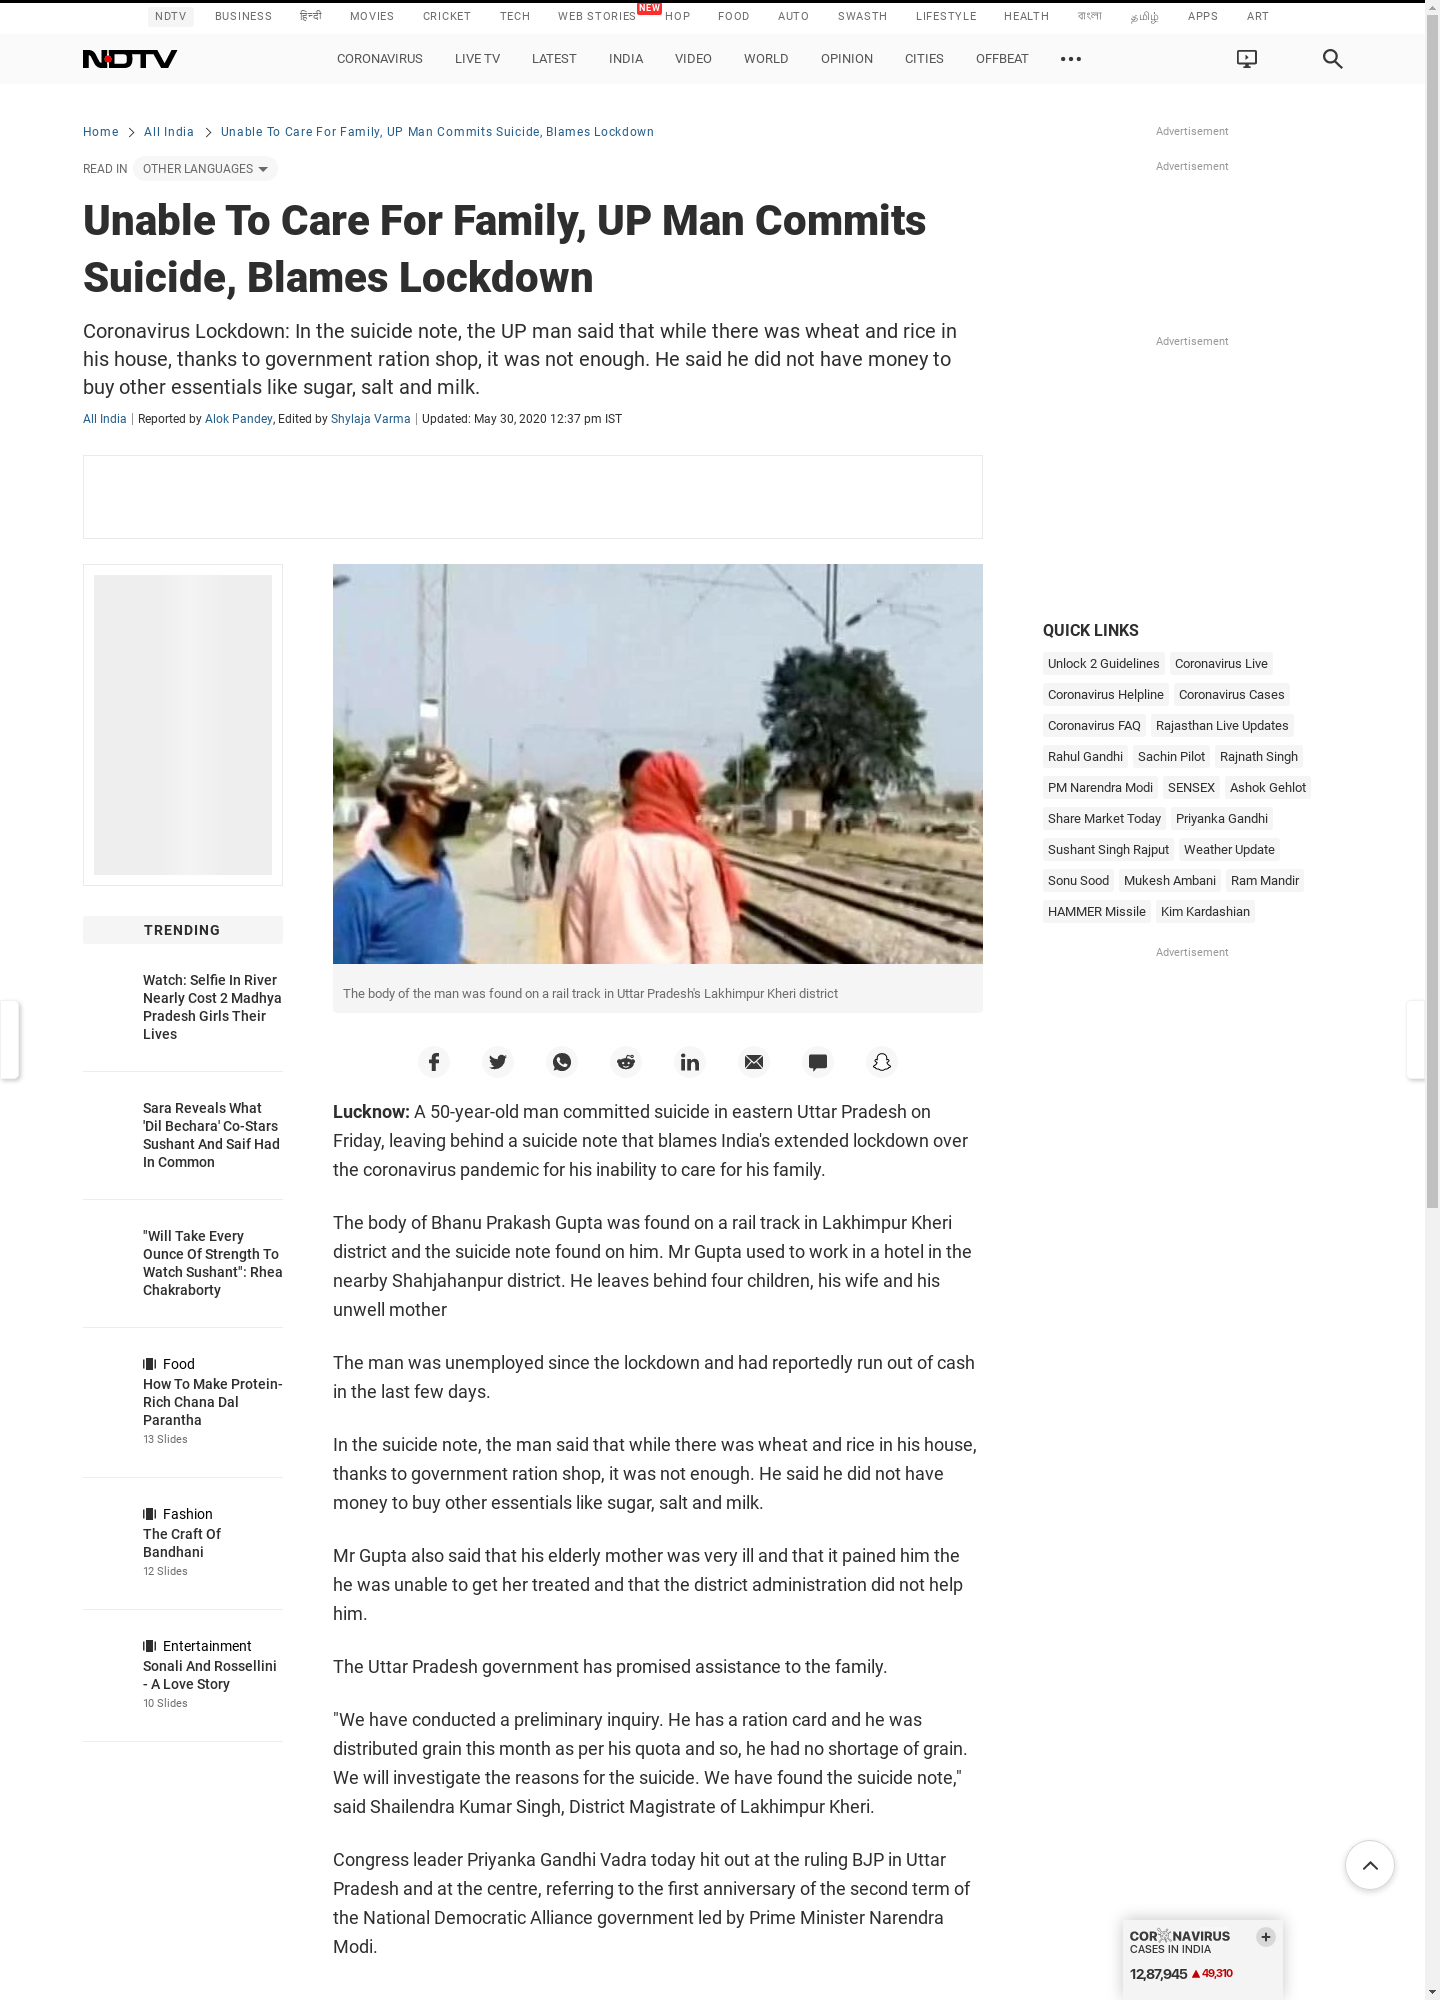 NDTV BUSINESS हिन्दी MOVIES CRICKET TECH WEB STORIES NEW HOP FOOD AUTO SWASTH LIFESTYLE HEALTH বাংলা தமிழ் APPS ART
NDTV CORONAVIRUS LIVE TV LATEST INDIA VIDEO WORLD OPINION CITIES OFFBEAT
Home All India Unable To Care For Family, UP Man Commits Suicide, Blames Lockdown
READ IN OTHER LANGUAGES
Unable To Care For Family, UP Man Commits
Suicide, Blames Lockdown
Coronavirus Lockdown: In the suicide note, the UP man said that while there was wheat and rice in
his house, thanks to government ration shop, it was not enough. He said he did not have money to
buy other essentials like sugar, salt and milk.
All India | Reported by Alok Pandey, Edited by Shylaja Varma | Updated: May 30, 2020 12:37 pm IST
TRENDING
Watch: Selfie In River
Nearly Cost 2 Madhya
Pradesh Girls Their
Lives
Sara Reveals What
'Dil Bechara' Co-Stars
Sushant And Saif Had
In Common
"Will Take Every
Ounce Of Strength To
Watch Sushant": Rhea
Chakraborty
Food
How To Make Protein-
Rich Chana Dal
Parantha
13 Slides
Fashion
The Craft Of
Bandhani
12 Slides
Entertainment
Sonali And Rossellini
- A Love Story
10 Slides
The body of the man was found on a rail track in Uttar Pradesh's Lakhimpur Kheri district
Lucknow: A 50-year-old man committed suicide in eastern Uttar Pradesh on
Friday, leaving behind a suicide note that blames India's extended lockdown over
the coronavirus pandemic for his inability to care for his family.
The body of Bhanu Prakash Gupta was found on a rail track in Lakhimpur Kheri
district and the suicide note found on him. Mr Gupta used to work in a hotel in the
nearby Shahjahanpur district. He leaves behind four children, his wife and his
unwell mother
The man was unemployed since the lockdown and had reportedly run out of cash
in the last few days.
In the suicide note, the man said that while there was wheat and rice in his house,
thanks to government ration shop, it was not enough. He said he did not have
money to buy other essentials like sugar, salt and milk.
Mr Gupta also said that his elderly mother was very ill and that it pained him the
he was unable to get her treated and that the district administration did not help
him.
The Uttar Pradesh government has promised assistance to the family.
"We have conducted a preliminary inquiry. He has a ration card and he was
distributed grain this month as per his quota and so, he had no shortage of grain.
We will investigate the reasons for the suicide. We have found the suicide note,"
said Shailendra Kumar Singh, District Magistrate of Lakhimpur Kheri.
Congress leader Priyanka Gandhi Vadra today hit out at the ruling BJP in Uttar
Pradesh and at the centre, referring to the first anniversary of the second term of
the National Democratic Alliance government led by Prime Minister Narendra
Modi.
Advertisement
Advertisement
Advertisement
QUICK LINKS
Unlock 2 Guidelines Coronavirus Live
Coronavirus Helpline Coronavirus Cases
Coronavirus FAQ Rajasthan Live Updates
Rahul Gandhi Sachin Pilot Rajnath Singh
PM Narendra Modi SENSEX Ashok Gehlot
Share Market Today Priyanka Gandhi
Sushant Singh Rajput Weather Update
Sonu Sood Mukesh Ambani Ram Mandir
HAMMER Missile Kim Kardashian
Advertisement
CORONAVIRUS
CASES IN INDIA
12,87,945 ▲49,310